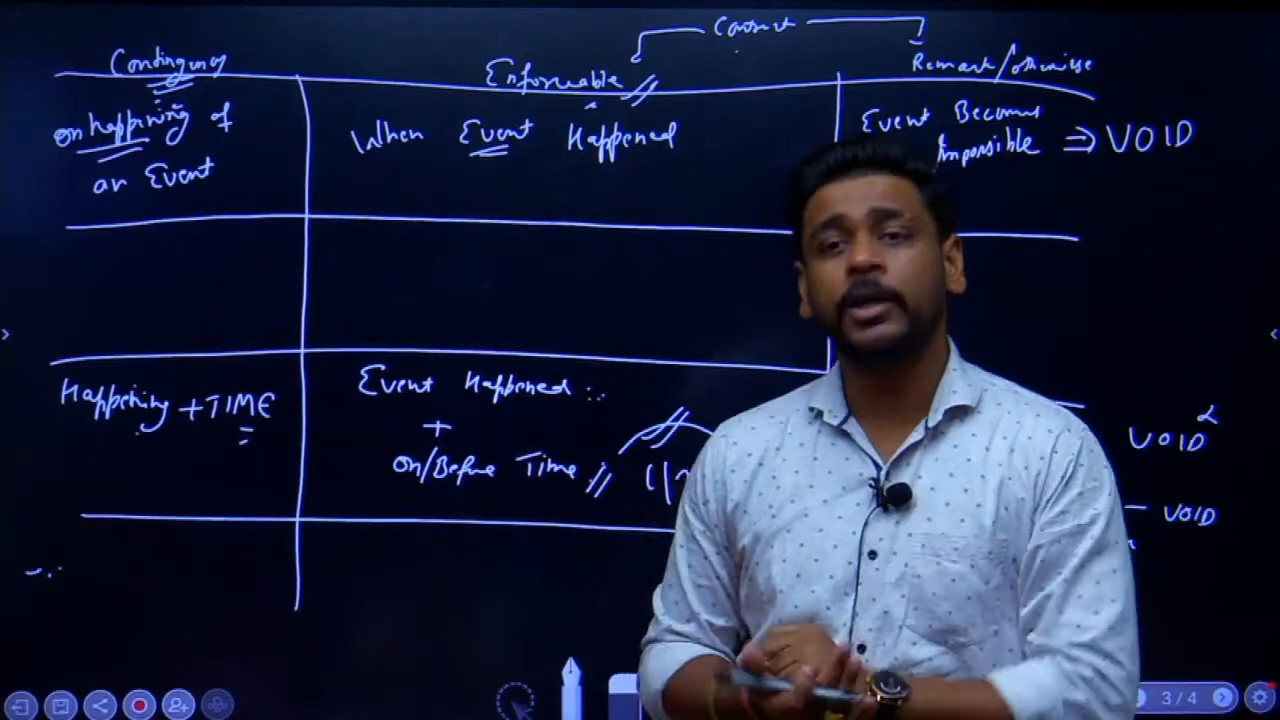 Contract
Contingency
Enforceable
Remark/otherwise
on happening of
an Event
When Event Happened
Event Becomes
Impossible ⇒ VOID
Happening + TIME
Event Happened
+
on/Before Time
VOID
VOID
3/4